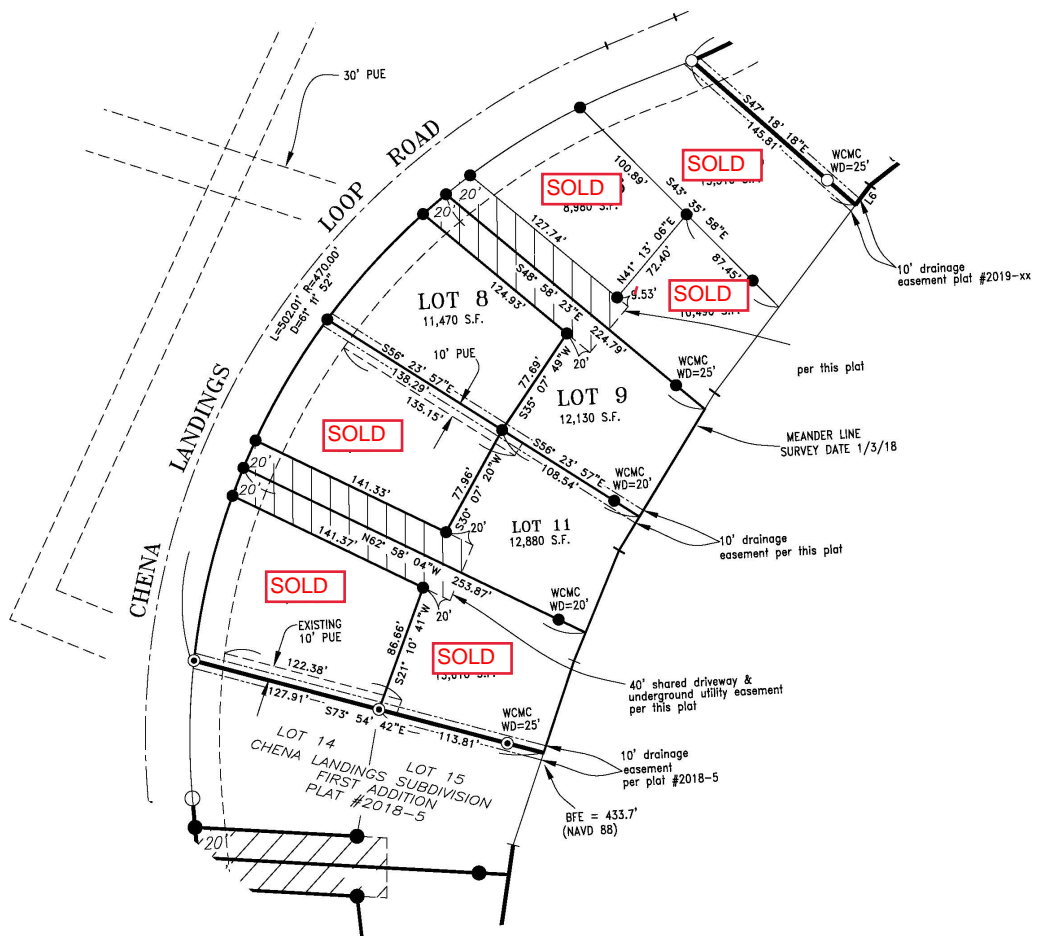 30' PUE
CHENA LANDINGS LOOP ROAD
L=502.01' R=470.00'
D=61° 11' 52"
S47° 18' 18"E
145.81'
WCMC
WD=25'
L6
10' drainage
easement plat #2019-xx
SOLD
SOLD
8,980 S.F.
100.89'
S43° 35' 58"E
87.45'
N41° 13' 06"E
72.40'
9.53'
SOLD
10,490 S.F.
127.74'
20'
20'
S48° 58' 23"E
224.79'
124.93'
20'
per this plat
WCMC
WD=25'
LOT 8
11,470 S.F.
S56° 23' 57"E
10' PUE
138.29'
135.15'
77.69'
S35° 07' 49"W
LOT 9
12,130 S.F.
MEANDER LINE
SURVEY DATE 1/3/18
S56° 23' 57"E
108.54'
WCMC
WD=20'
10' drainage
easement per this plat
SOLD
77.96'
S30° 07' 20"W
LOT 11
12,880 S.F.
141.33'
20'
20'
20'
N62° 58' 04"W
253.87'
141.37'
20'
WCMC
WD=20'
SOLD
EXISTING
10' PUE
86.66'
S21° 10' 41"W
SOLD
40' shared driveway &
underground utility easement
per this plat
122.38'
127.91'
S73° 54' 42"E
113.81'
WCMC
WD=25'
10' drainage
easement
per plat #2018-5
BFE = 433.7'
(NAVD 88)
LOT 14
LOT 15
CHENA LANDINGS SUBDIVISION
FIRST ADDITION
PLAT #2018-5
20'